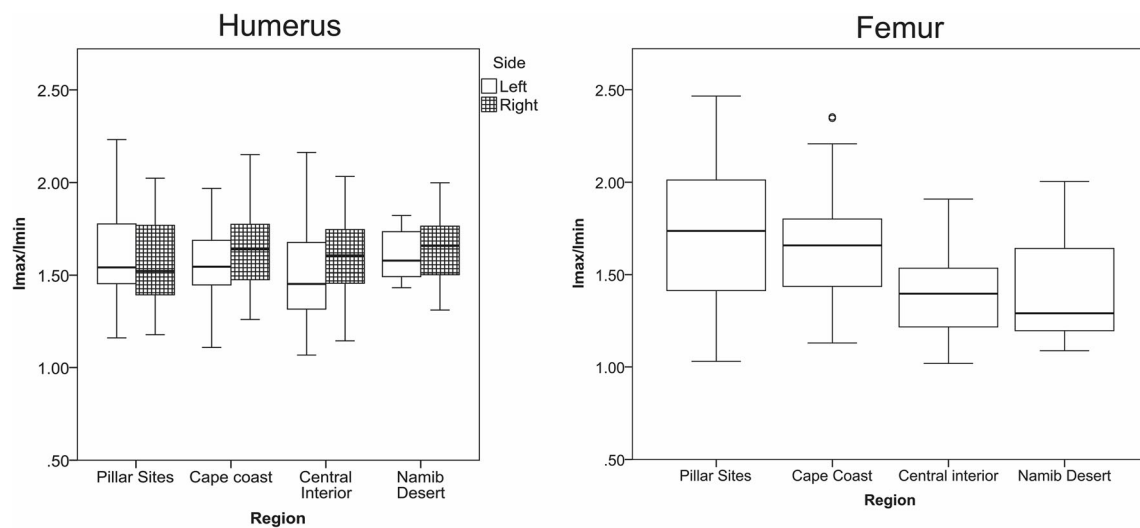 Humerus
Side
Left
Right
Imax/Imin
2.50
2.00
1.50
1.00
.50
Pillar Sites
Cape coast
Central
Interior
Namib
Desert
Region
Femur
Imax/Imin
2.50
2.00
1.50
1.00
.50
Pillar Sites
Cape Coast
Central interior
Namib Desert
Region